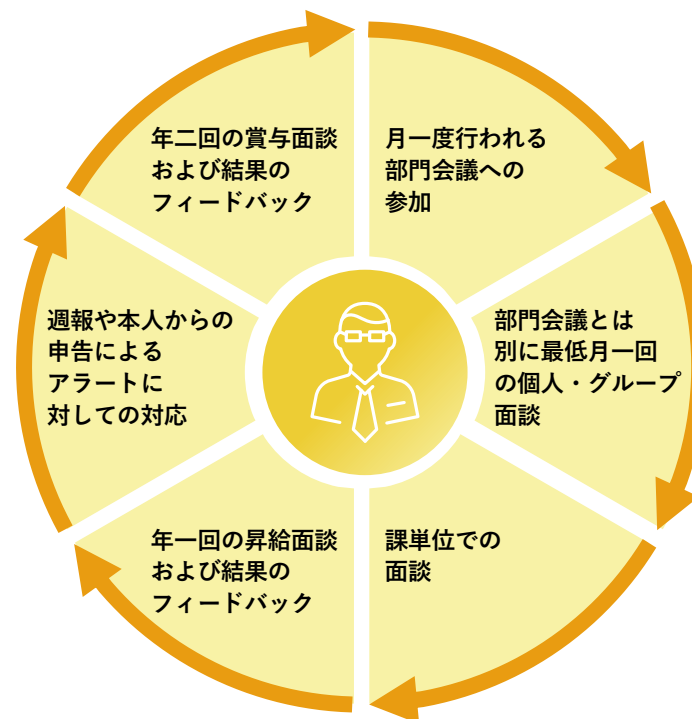 月一度行われる
部門会議への
参加
部門会議とは
別に最低月一回
の個人・グループ
面談
課単位での
面談
年一回の昇給面談
および結果の
フィードバック
週報や本人からの
申告による
アラートに
対しての対応
年二回の賞与面談
および結果の
フィードバック